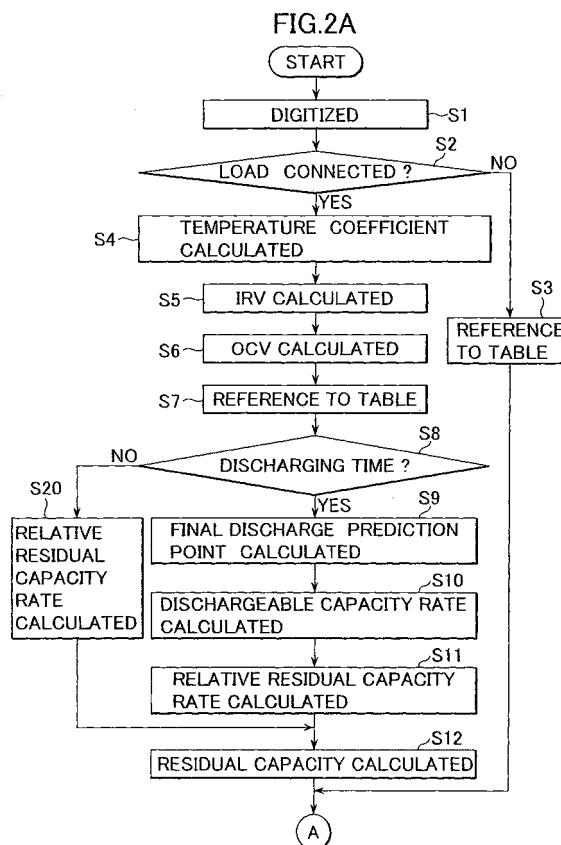 FIG.2A
START
DIGITIZED
S1
S2
LOAD CONNECTED ?
NO
YES
S4
TEMPERATURE COEFFICIENT
CALCULATED
S5
IRV CALCULATED
S3
REFERENCE
TO TABLE
S6
OCV CALCULATED
S7
REFERENCE TO TABLE
S8
NO
DISCHARGING TIME ?
S20
YES
S9
RELATIVE
RESIDUAL
CAPACITY
RATE
CALCULATED
FINAL DISCHARGE PREDICTION
POINT CALCULATED
S10
DISCHARGEABLE CAPACITY RATE
CALCULATED
S11
RELATIVE RESIDUAL CAPACITY
RATE CALCULATED
S12
RESIDUAL CAPACITY CALCULATED
A